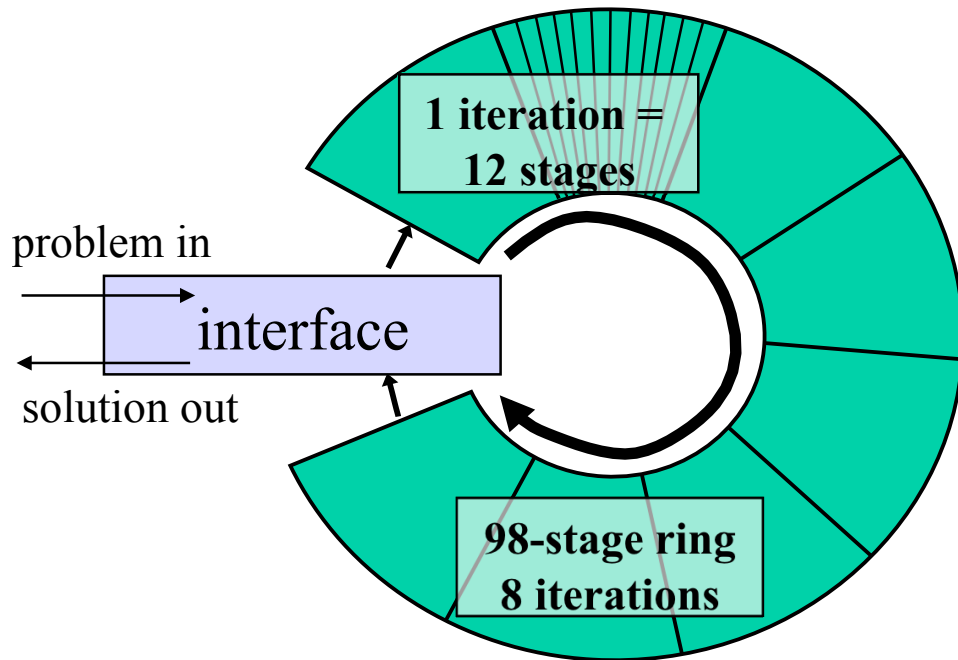 1 iteration =
12 stages
problem in
interface
solution out
98-stage ring
8 iterations